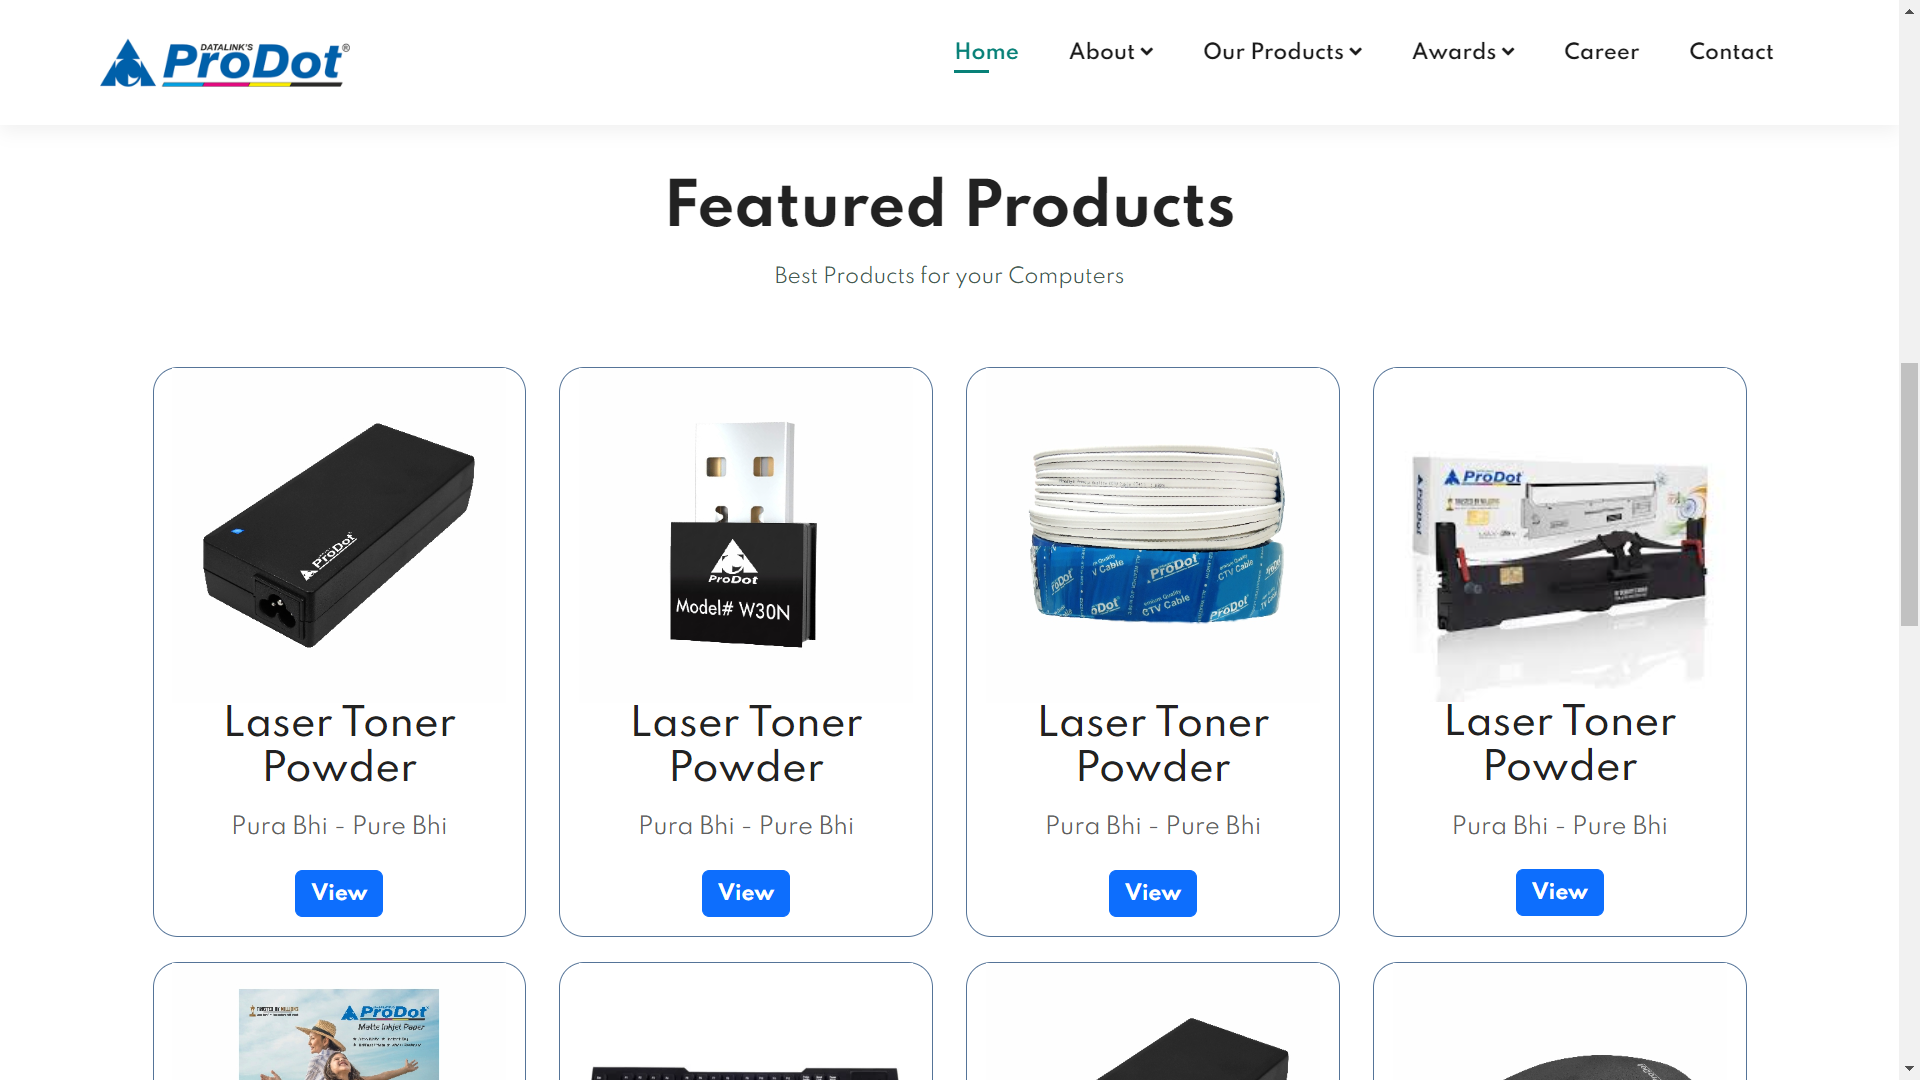 DATALINK'S
ProDot®
Home
About
Our Products
Awards
Career
Contact
Featured Products
Best Products for your Computers
ProDot
ProDot
Model# W30N
ProDot
CTV Cable
ProDot
Laser Toner
Powder
Pura Bhi - Pure Bhi
View
Laser Toner
Powder
Pura Bhi - Pure Bhi
View
Laser Toner
Powder
Pura Bhi - Pure Bhi
View
Laser Toner
Powder
Pura Bhi - Pure Bhi
View
TRUSTED BY MILLIONS
ProDot
Matte Inkjet Paper